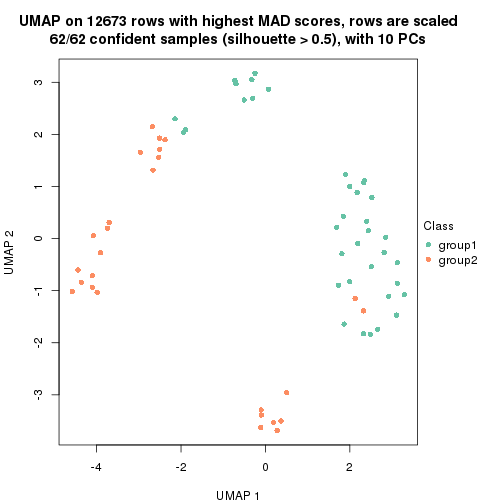 UMAP on 12673 rows with highest MAD scores, rows are scaled
62/62 confident samples (silhouette > 0.5), with 10 PCs
3
2
1
0
-1
-2
-3
UMAP 2
-4
-2
0
2
UMAP 1
Class
group1
group2